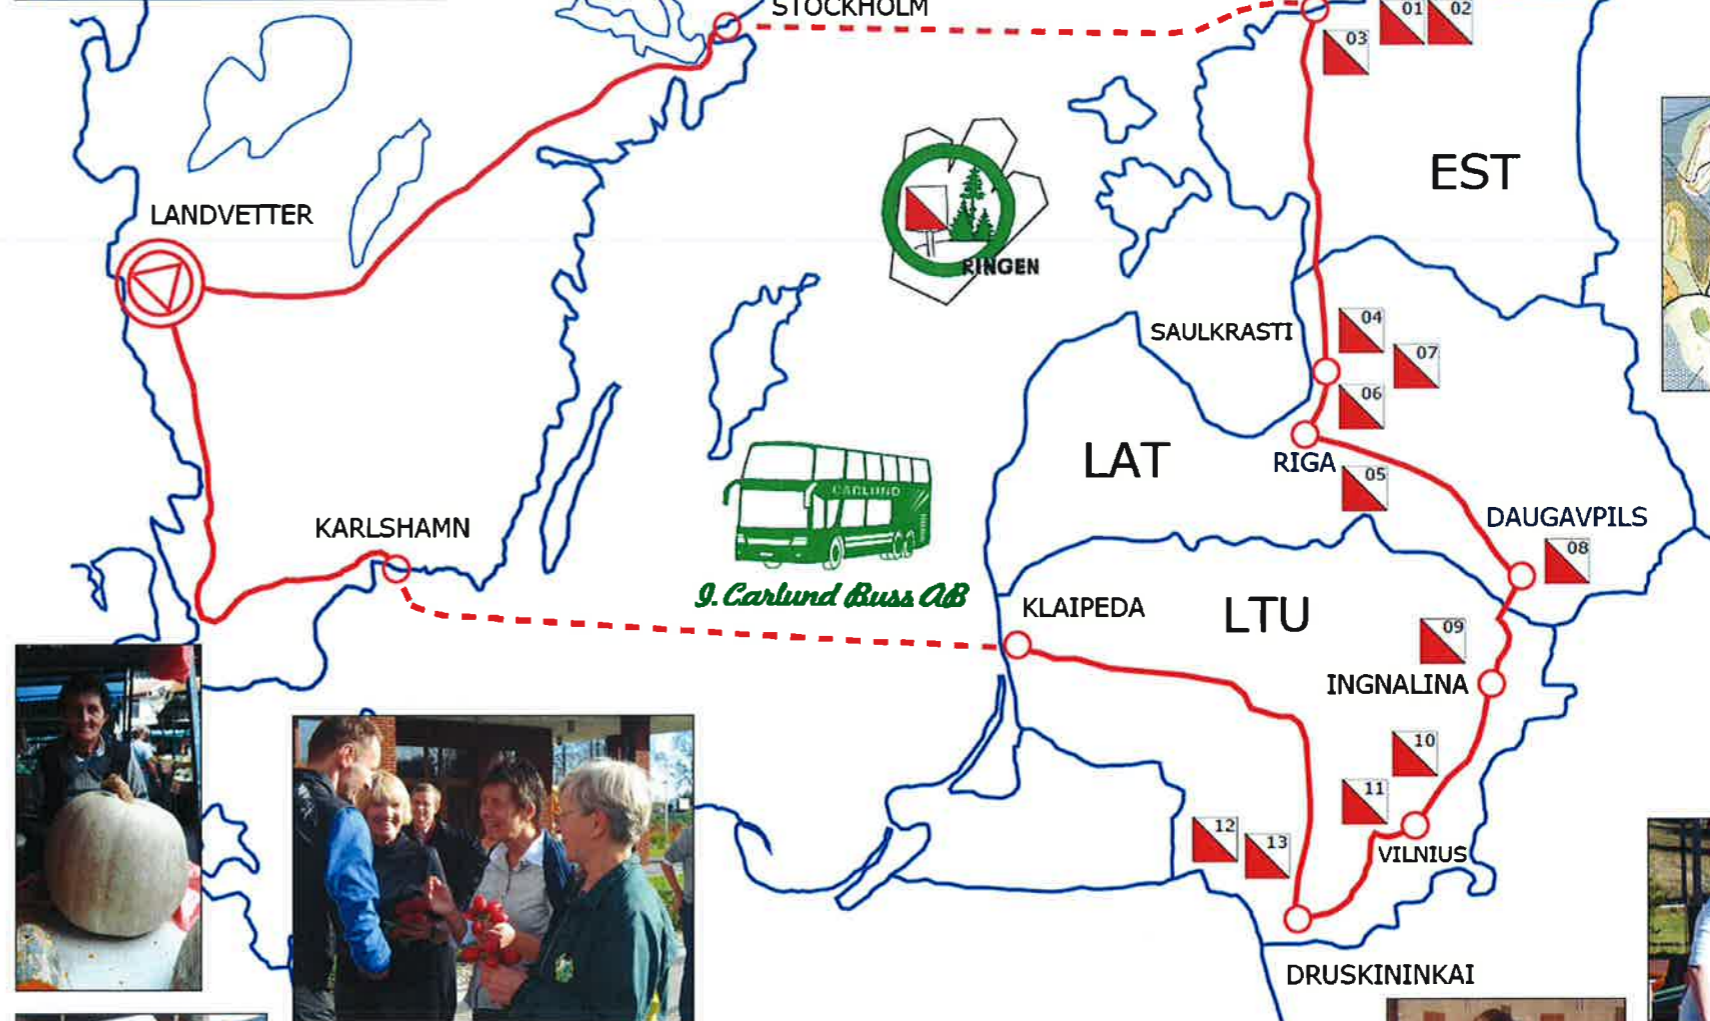 STOCKHOLM
01
02
03
EST
LANDVETTER
RINGEN
SAULKRASTI
04
07
06
LAT
RIGA
05
CARLUND
DAUGAVPILS
KARLSHAMN
08
J. Carlund Buss AB
KLAIPEDA
LTU
09
INGNALINA
10
11
12
13
VILNIUS
DRUSKININKAI